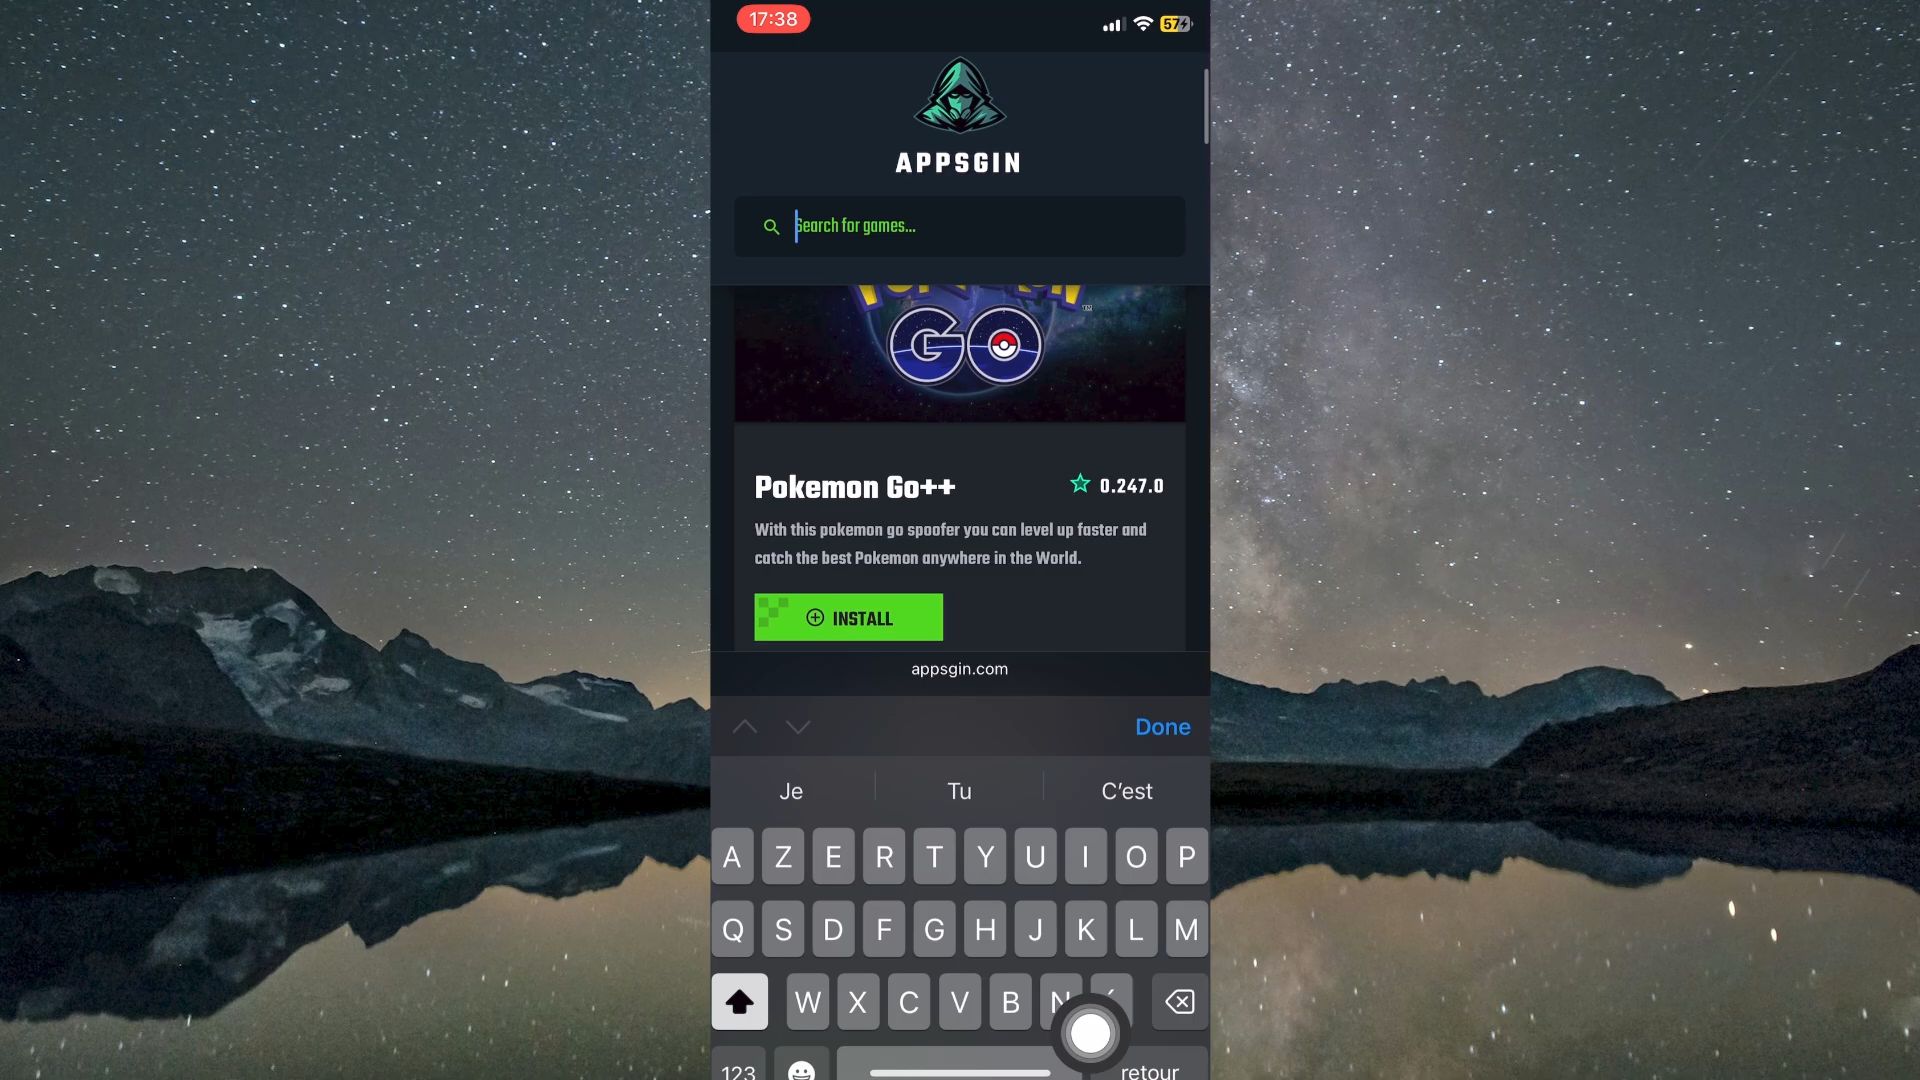 17:38
57
APPSGIN
Search for games...
GO
TM
Pokemon Go++
0.247.0
With this pokemon go spoofer you can level up faster and
catch the best Pokemon anywhere in the World.
INSTALL
appsgin.com
Done
Je Tu C'est
A Z E R T Y U I O P
Q S D F G H J K L M
W X C V B N ´
123 retour